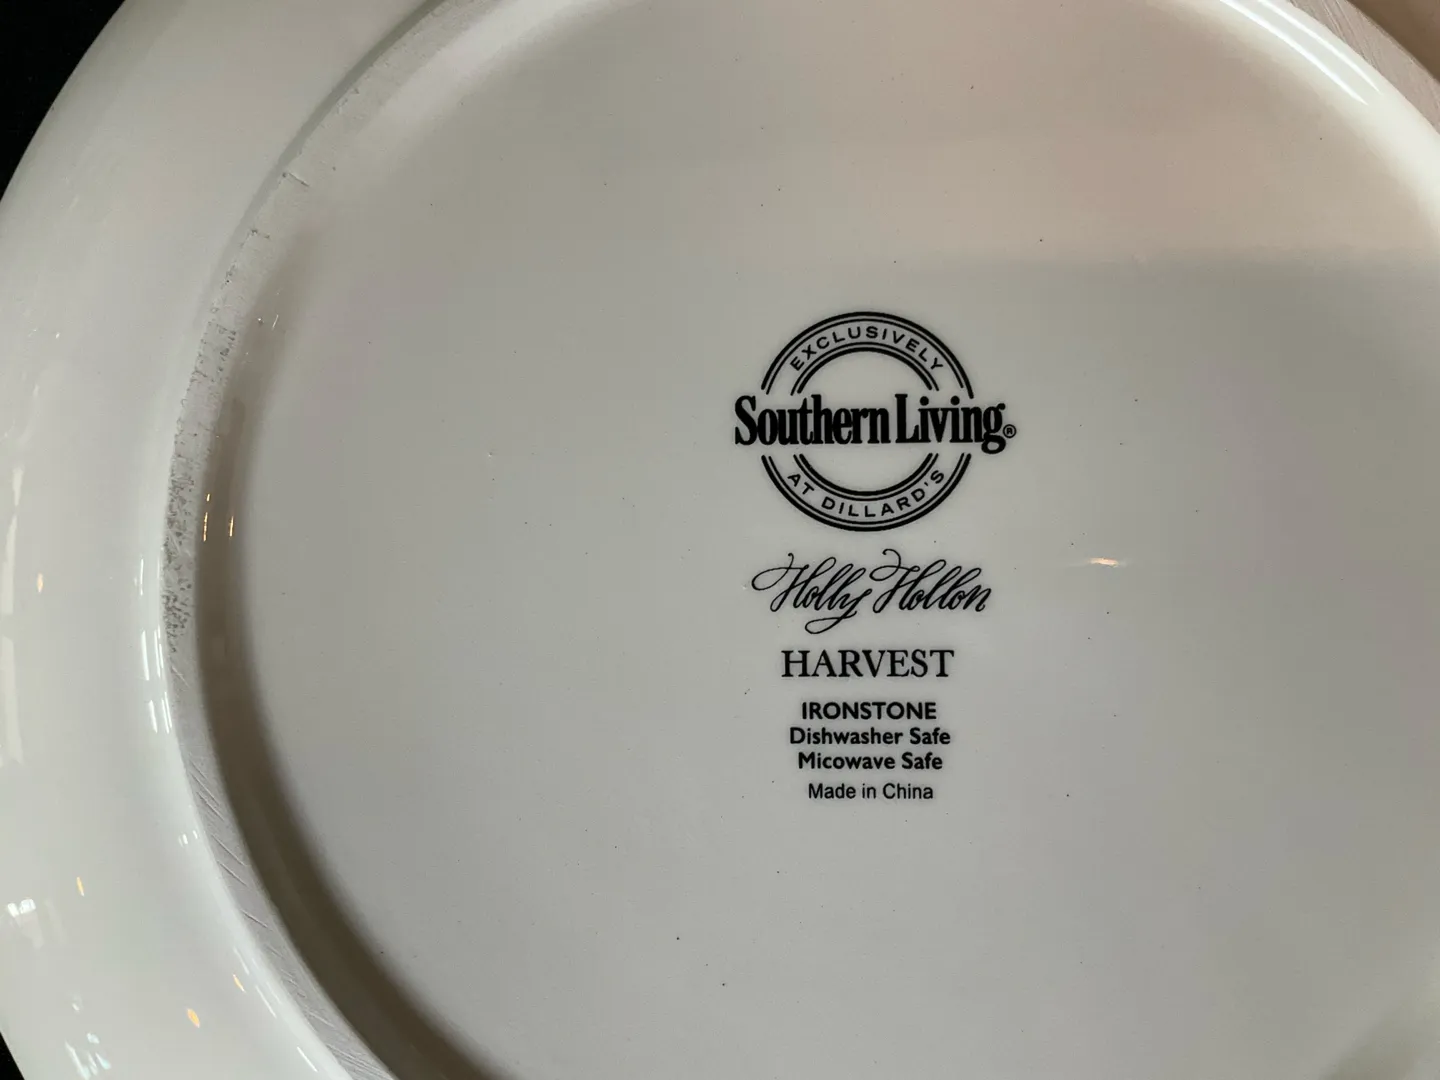 EXCLUSIVELY
Southern Living®
AT DILLARD'S
Holly Hollon
HARVEST
IRONSTONE
Dishwasher Safe
Micowave Safe
Made in China